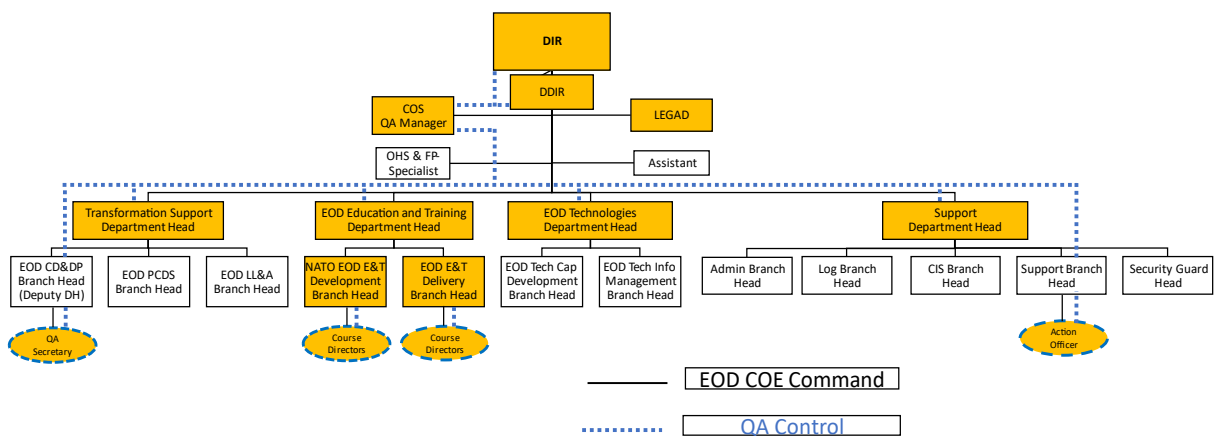 DIR
DDIR
COS
QA Manager
LEGAD
OHS & FP-
Specialist
Assistant
Transformation Support
Department Head
EOD Education and Training
Department Head
EOD Technologies
Department Head
Support
Department Head
EOD CD&DP
Branch Head
(Deputy DH)
EOD PCDS
Branch Head
EOD LL&A
Branch Head
NATO EOD E&T
Development
Branch Head
EOD E&T
Delivery
Branch Head
EOD Tech Cap
Development
Branch Head
EOD Tech Info
Management
Branch Head
Admin Branch
Head
Log Branch
Head
CIS Branch
Head
Support Branch
Head
Security Guard
Head
QA
Secretary
Course
Directors
Course
Directors
Action
Officer
EOD COE Command
QA Control